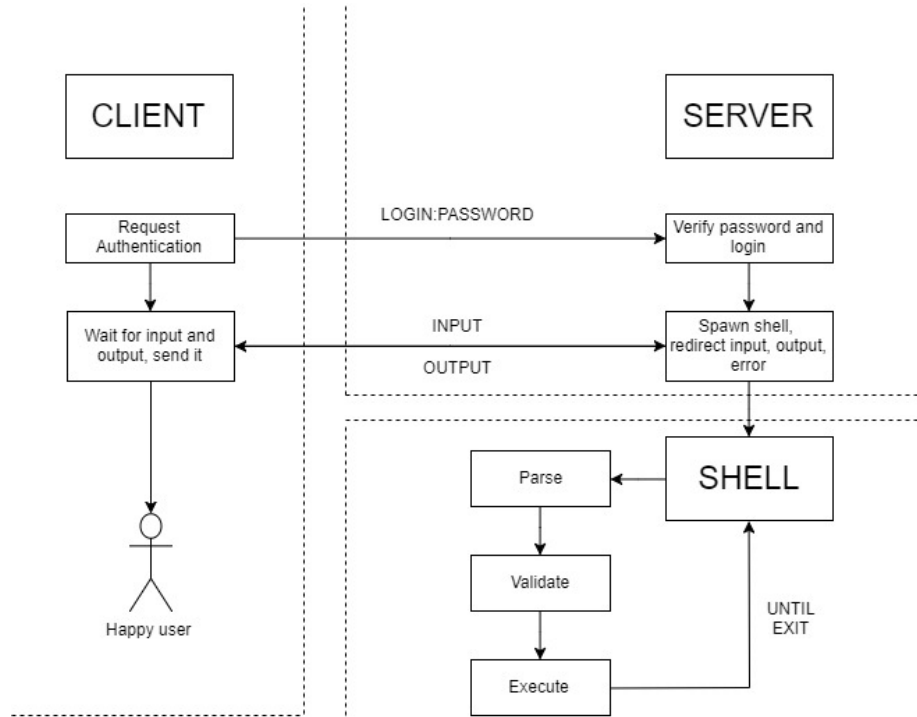 CLIENT
SERVER
Request
Authentication
LOGIN:PASSWORD
Verify password and
login
Wait for input and
output, send it
INPUT
OUTPUT
Spawn shell,
redirect input, output,
error
SHELL
Parse
Validate
Execute
UNTIL
EXIT
Happy user